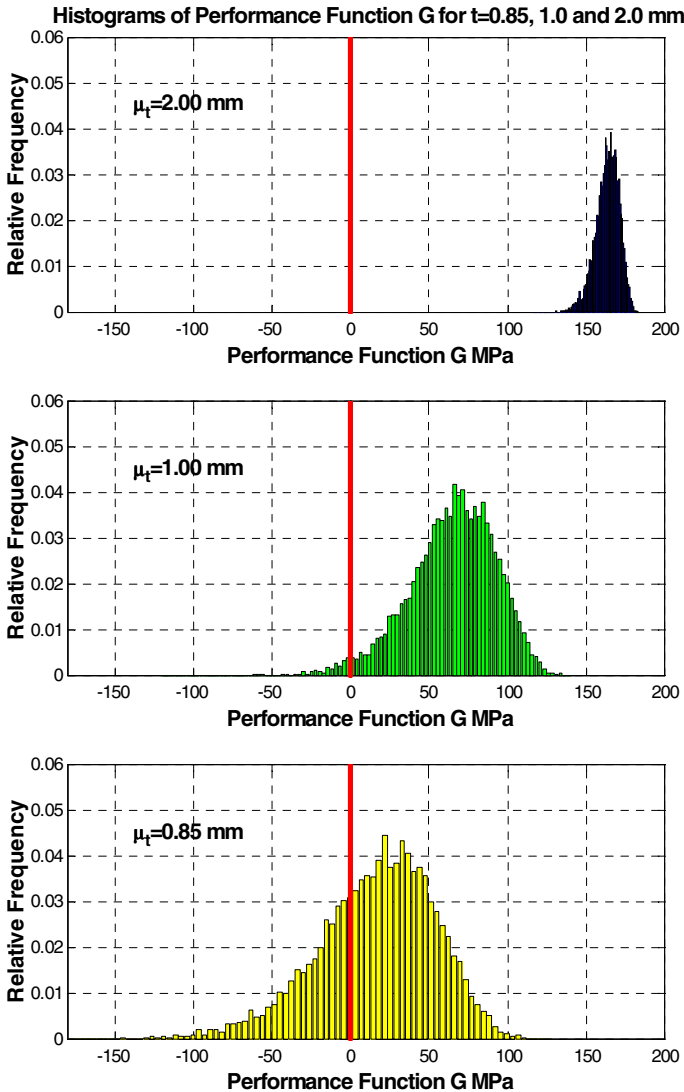 Histograms of Performance Function G for t=0.85, 1.0 and 2.0 mm
0.06
0.05
0.04
0.03
0.02
0.01
0
Relative Frequency
μt=2.00 mm
-150 -100 -50 0 50 100 150 200
Performance Function G MPa
0.06
0.05
0.04
0.03
0.02
0.01
0
Relative Frequency
μt=1.00 mm
-150 -100 -50 0 50 100 150 200
Performance Function G MPa
0.06
0.05
0.04
0.03
0.02
0.01
0
Relative Frequency
μt=0.85 mm
-150 -100 -50 0 50 100 150 200
Performance Function G MPa